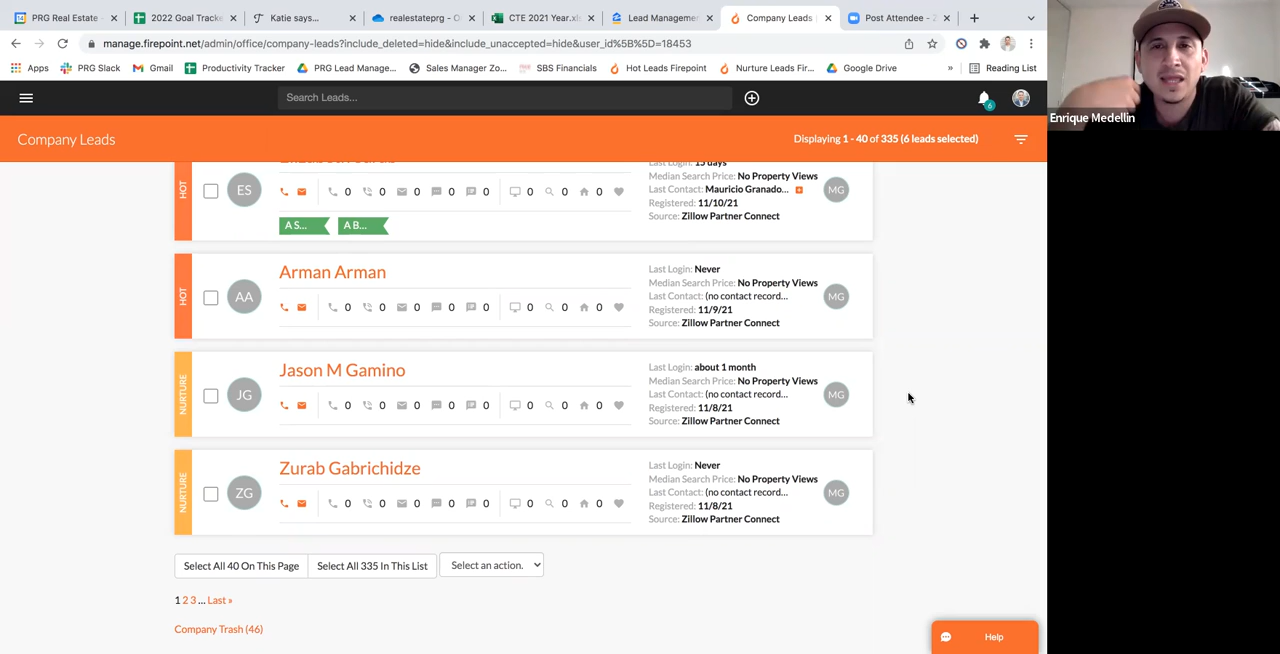 PRG Real Estate -
2022 Goal Tracke
Katie says...
realestateprg - O
CTE 2021 Year.xl
Lead Managemer
Company Leads |
Post Attendee - Z
manage.firepoint.net/admin/office/company-leads?include_deleted=hide&include_unaccepted=hide&user_id%5B%5D=18453
Apps
PRG Slack
Gmail
Productivity Tracker
PRG Lead Manage...
Sales Manager Zo...
SBS Financials
Hot Leads Firepoint
Nurture Leads Fir...
Google Drive
»
Reading List
Search Leads...
6
Enrique Medellin
Company Leads
Displaying 1 - 40 of 335 (6 leads selected)
HOT
ES
0 0 0 0 0 0 0 0
A S...
A B...
Last Login: 15 days
Median Search Price: No Property Views
Last Contact: Mauricio Granado...
Registered: 11/10/21
Source: Zillow Partner Connect
MG
HOT
AA
Arman Arman
0 0 0 0 0 0 0 0
Last Login: Never
Median Search Price: No Property Views
Last Contact: (no contact record...
Registered: 11/9/21
Source: Zillow Partner Connect
MG
NURTURE
JG
Jason M Gamino
0 0 0 0 0 0 0 0
Last Login: about 1 month
Median Search Price: No Property Views
Last Contact: (no contact record...
Registered: 11/8/21
Source: Zillow Partner Connect
MG
NURTURE
ZG
Zurab Gabrichidze
0 0 0 0 0 0 0 0
Last Login: Never
Median Search Price: No Property Views
Last Contact: (no contact record...
Registered: 11/8/21
Source: Zillow Partner Connect
MG
Select All 40 On This Page
Select All 335 In This List
Select an action.
1 2 3 ... Last »
Company Trash (46)
Help